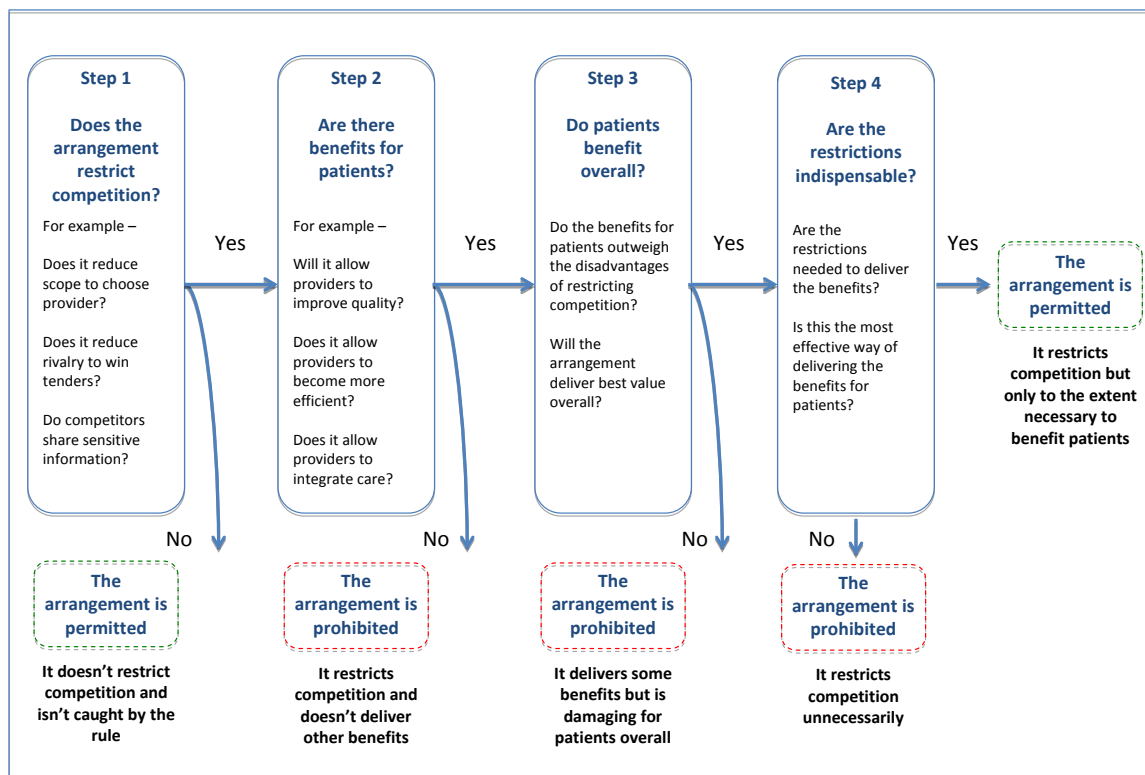 Step 1
Does the
arrangement
restrict
competition?
For example –
Does it reduce
scope to choose
provider?
Does it reduce
rivalry to win
tenders?
Do competitors
share sensitive
information?
Yes
No
The
arrangement is
permitted
It doesn’t restrict
competition and
isn’t caught by the
rule
Step 2
Are there
benefits for
patients?
For example –
Will it allow
providers to
improve quality?
Does it allow
providers to
become more
efficient?
Does it allow
providers to
integrate care?
Yes
No
The
arrangement is
prohibited
It restricts
competition and
doesn’t deliver
other benefits
Step 3
Do patients
benefit
overall?
Do the benefits for
patients outweigh
the disadvantages
of restricting
competition?
Will the
arrangement
deliver best value
overall?
Yes
No
The
arrangement is
prohibited
It delivers some
benefits but is
damaging for
patients overall
Step 4
Are the
restrictions
indispensable?
Are the
restrictions
needed to deliver
the benefits?
Is this the most
effective way of
delivering the
benefits for
patients?
Yes
No
The
arrangement is
prohibited
It restricts
competition
unnecessarily
The
arrangement is
permitted
It restricts
competition but
only to the extent
necessary to
benefit patients